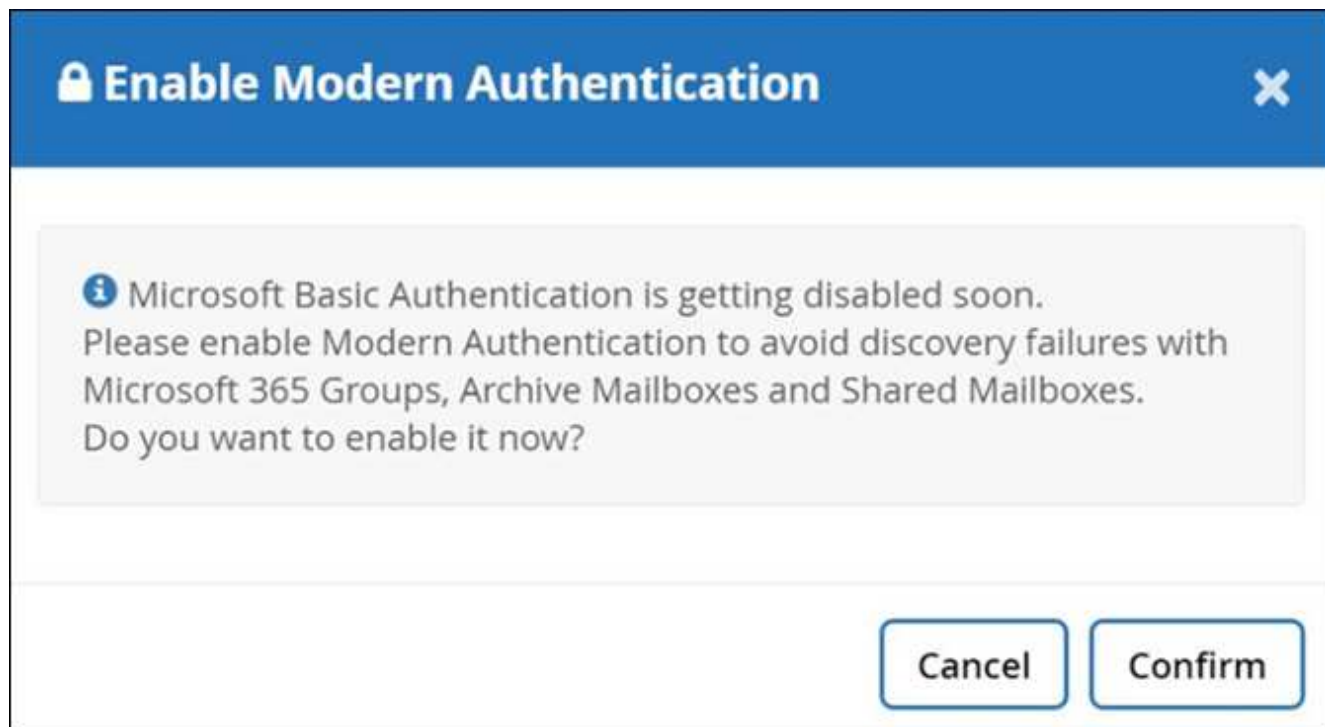 Enable Modern Authentication
Microsoft Basic Authentication is getting disabled soon.
Please enable Modern Authentication to avoid discovery failures with
Microsoft 365 Groups, Archive Mailboxes and Shared Mailboxes.
Do you want to enable it now?
Cancel Confirm